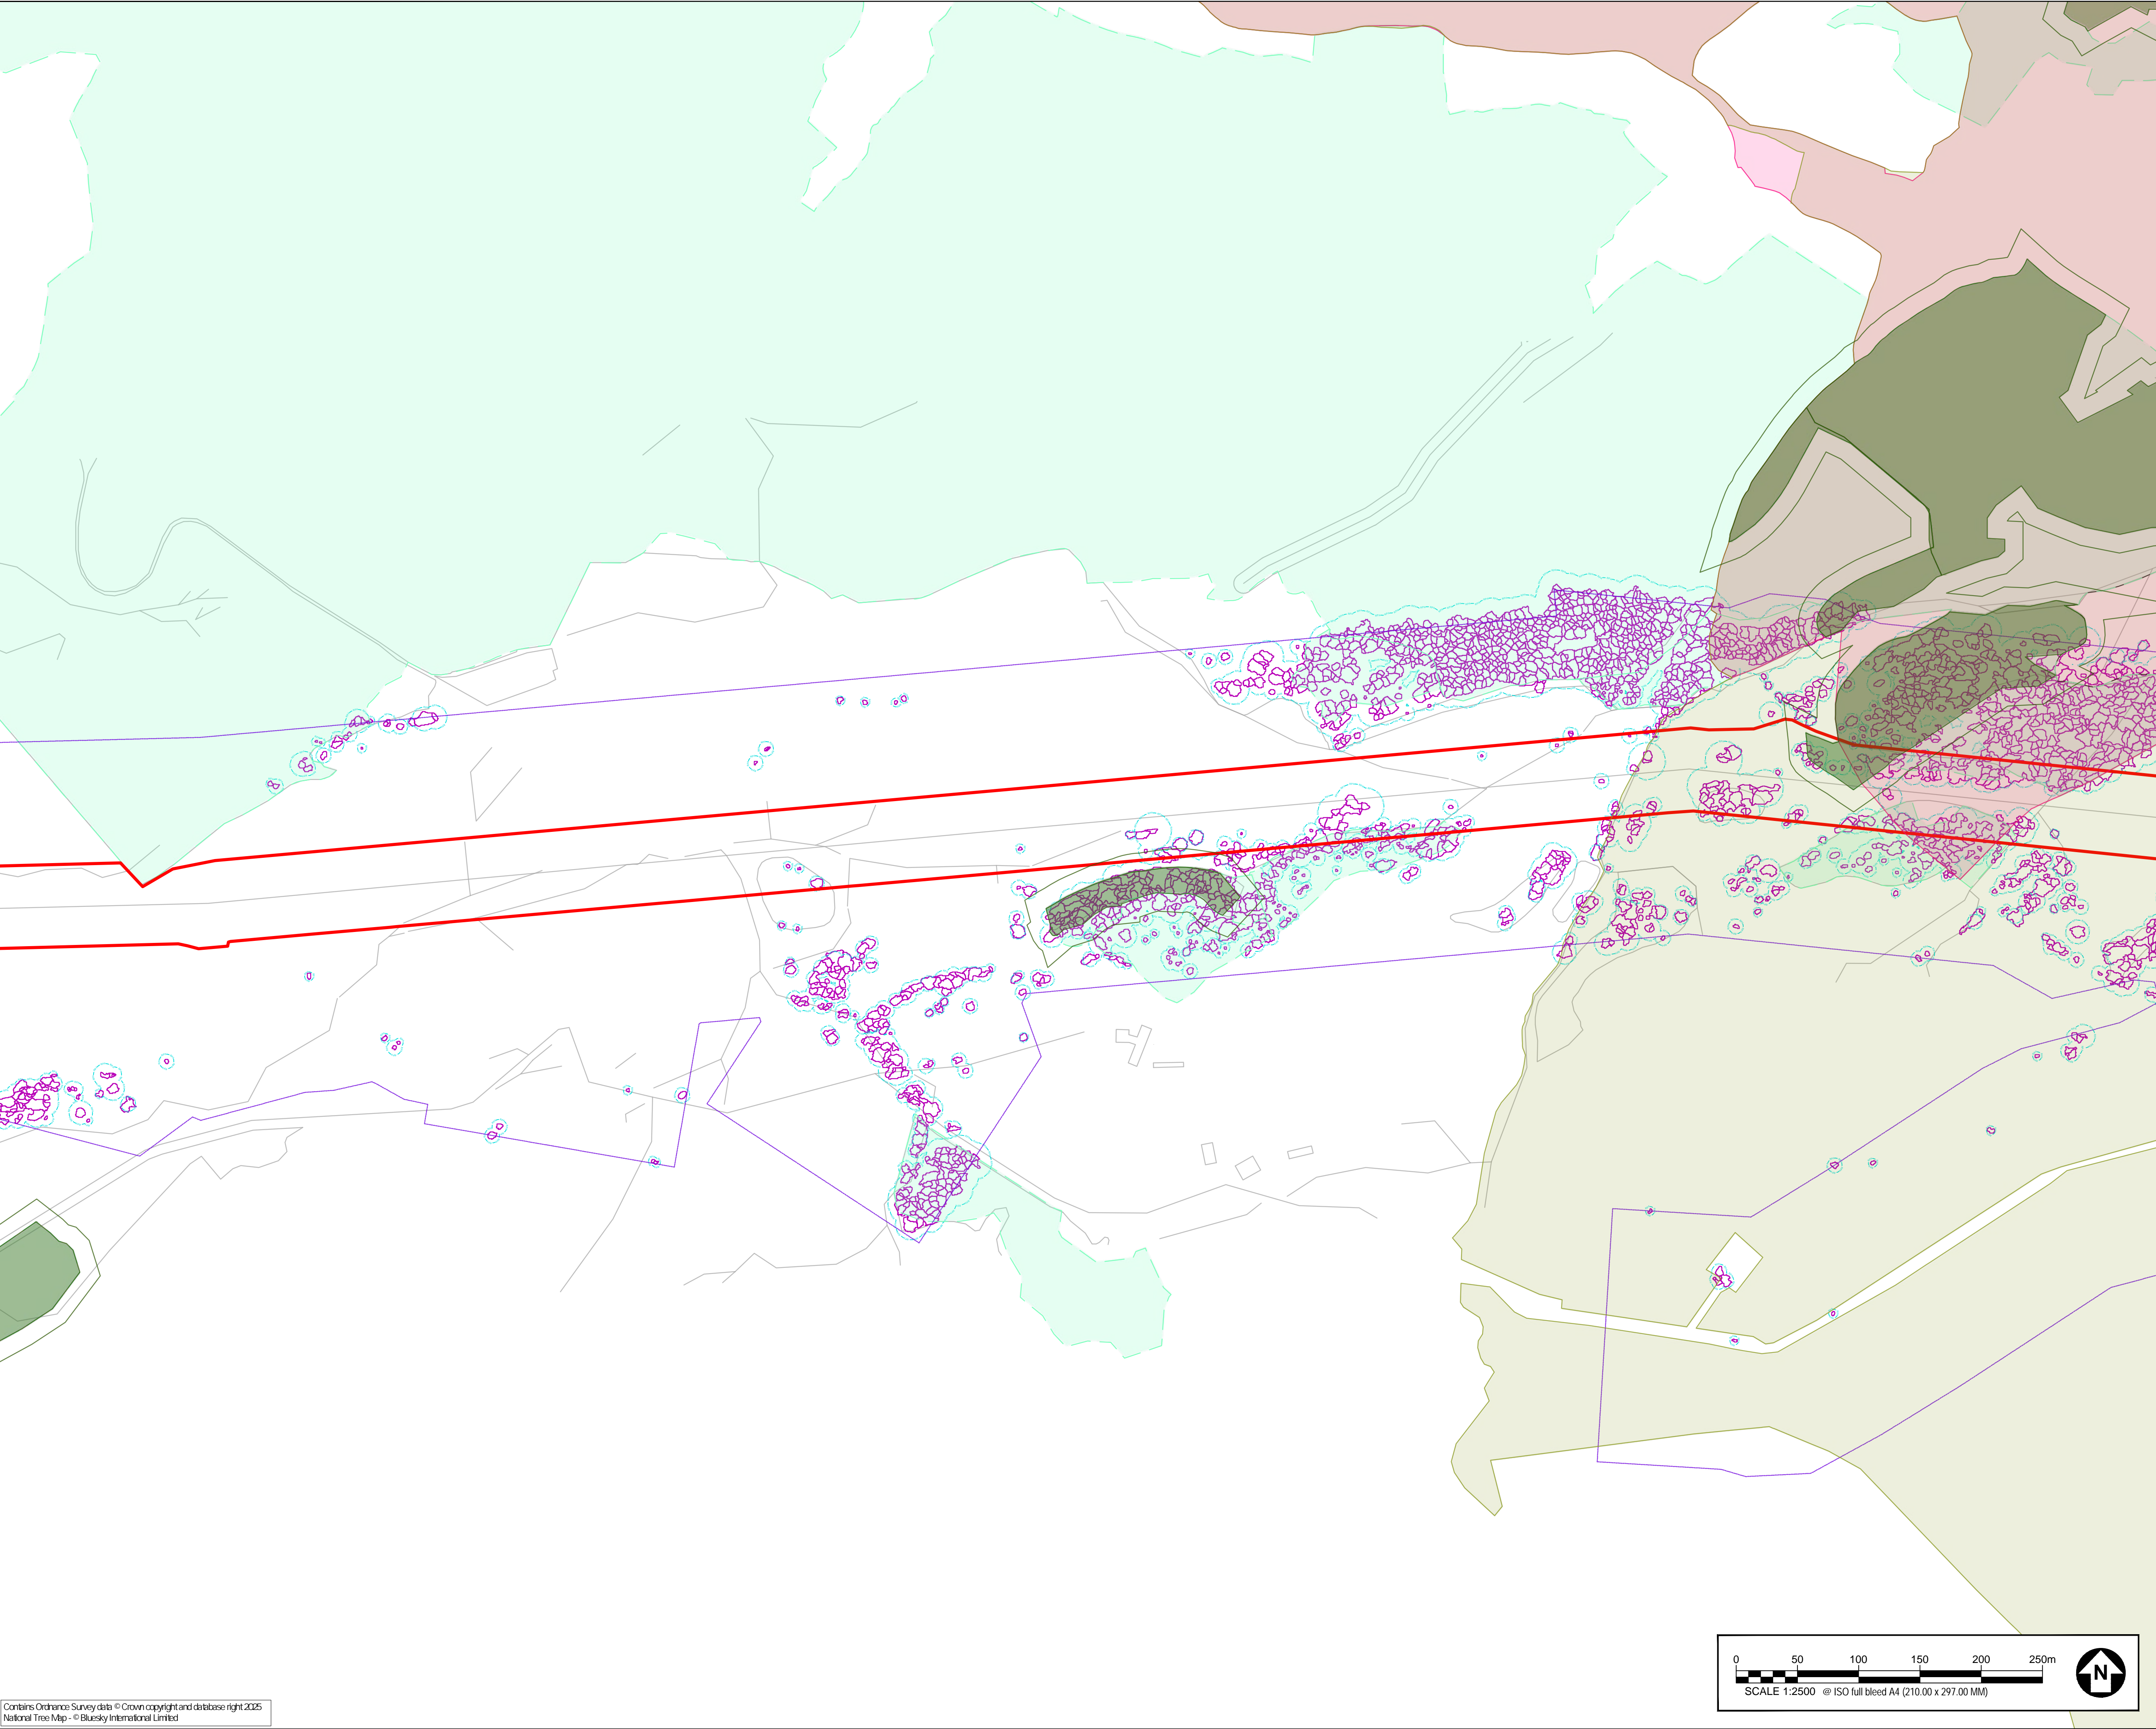 0 50 100 150 200 250m
SCALE 1:2500 @ ISO full bleed A4 (210.00 x 297.00 MM)
N
Contains Ordnance Survey data © Crown copyright and database right 2025
National Tree Map - © Bluesky International Limited